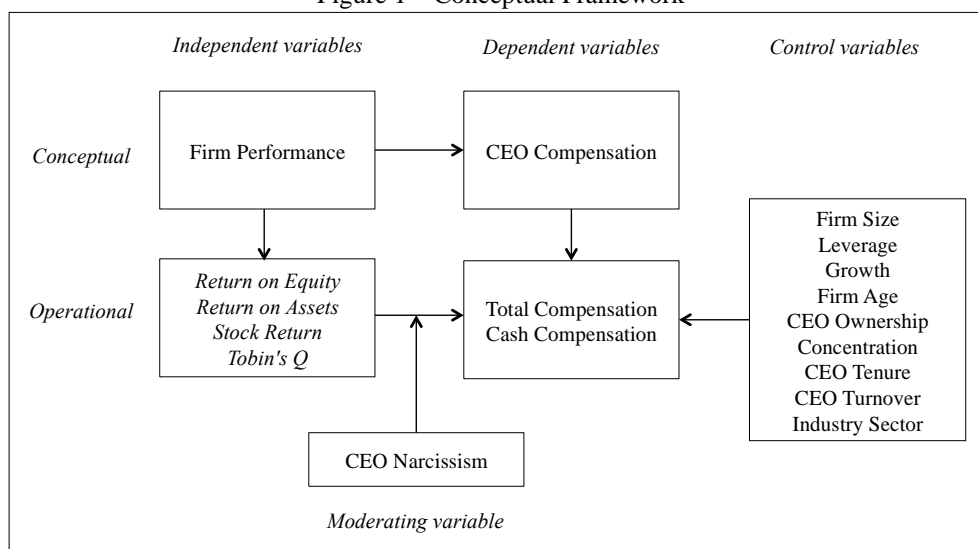 Figure 1 – Conceptual Framework
Independent variables
Dependent variables
Control variables
Conceptual
Firm Performance
CEO Compensation
Operational
Return on Equity
Return on Assets
Stock Return
Tobin's Q
Total Compensation
Cash Compensation
Firm Size
Leverage
Growth
Firm Age
CEO Ownership
Concentration
CEO Tenure
CEO Turnover
Industry Sector
CEO Narcissism
Moderating variable